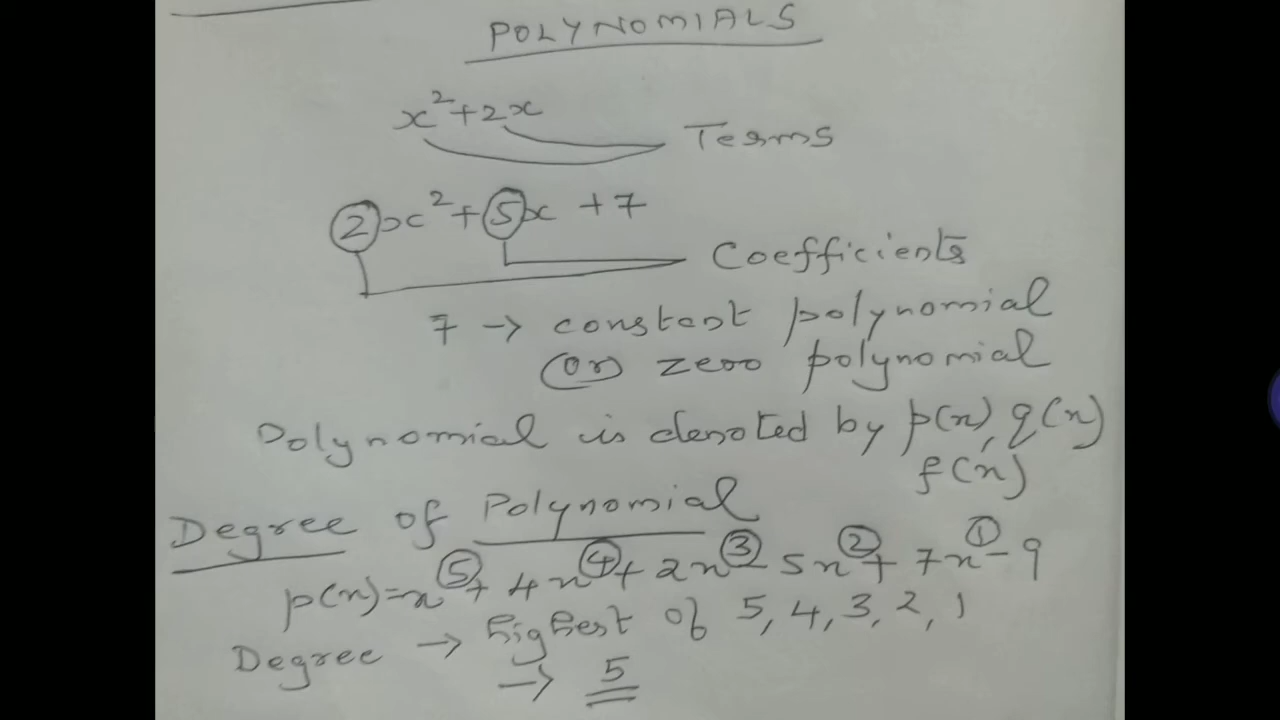 POLYNOMIALS
x²+2x
Terms
2x²+5x +7
Coefficients
7 → constant polynomial
(or) zero polynomial
Polynomial is denoted by p(x), q(x)
f(x)
Degree of Polynomial
p(x)=x⁵+4x⁴+2x³-5x²+7x¹-9
Degree → highest of 5, 4, 3, 2, 1
→ 5